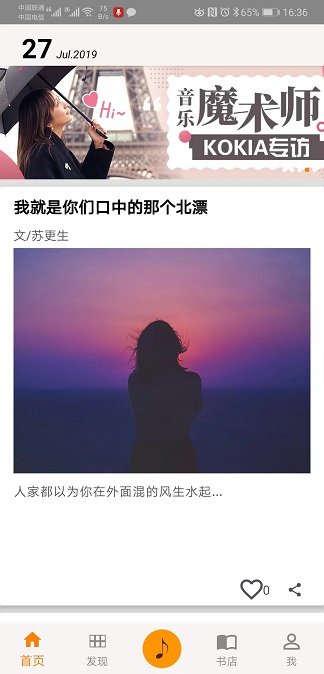 中国联通 46 26 75 65% 16:36
中国电信 B/s
27 Jul.2019
Hi~
音乐
魔术师
KOKIA专访
我就是你们口中的那个北漂
文/苏更生
人家都以为你在外面混的风生水起...
0
首页 发现 书店 我